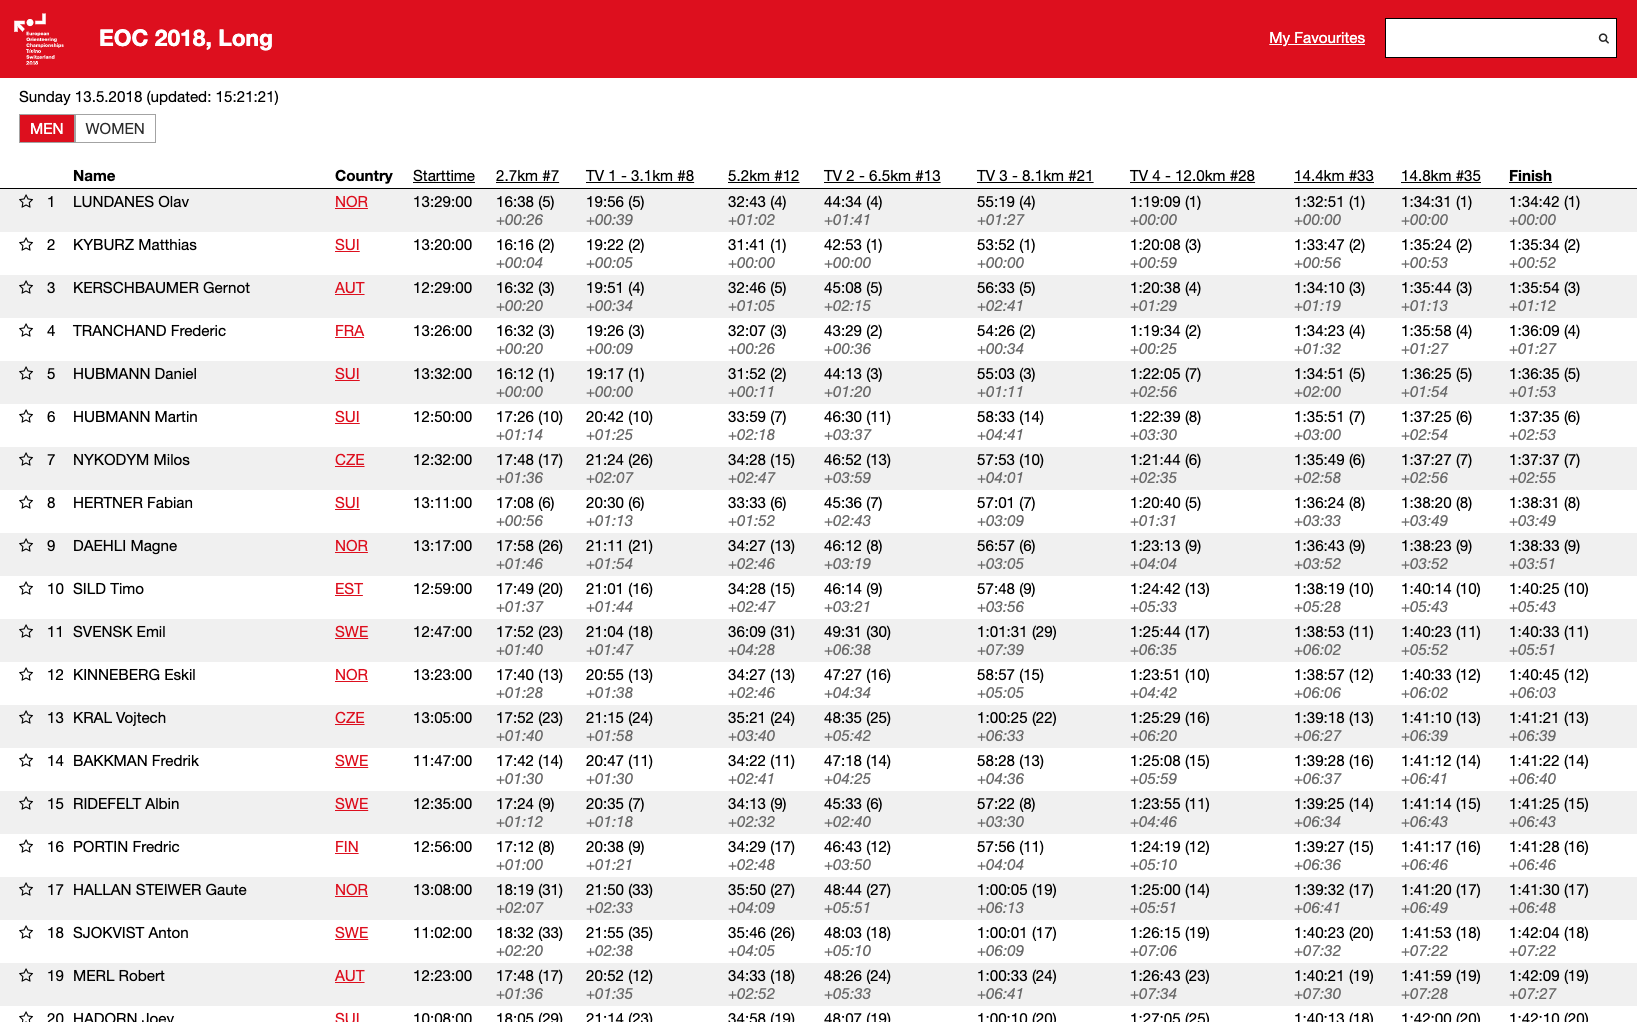 European
Orienteering
Championships
Ticino
Switzerland
2018
EOC 2018, Long
My Favourites
Sunday 13.5.2018 (updated: 15:21:21)
MEN WOMEN
Name Country Starttime 2.7km #7 TV 1 - 3.1km #8 5.2km #12 TV 2 - 6.5km #13 TV 3 - 8.1km #21 TV 4 - 12.0km #28 14.4km #33 14.8km #35 Finish
1 LUNDANES Olav NOR 13:29:00 16:38 (5) 19:56 (5) 32:43 (4) 44:34 (4) 55:19 (4) 1:19:09 (1) 1:32:51 (1) 1:34:31 (1) 1:34:42 (1)
+00:26 +00:39 +01:02 +01:41 +01:27 +00:00 +00:00 +00:00 +00:00
2 KYBURZ Matthias SUI 13:20:00 16:16 (2) 19:22 (2) 31:41 (1) 42:53 (1) 53:52 (1) 1:20:08 (3) 1:33:47 (2) 1:35:24 (2) 1:35:34 (2)
+00:04 +00:05 +00:00 +00:00 +00:00 +00:59 +00:56 +00:53 +00:52
3 KERSCHBAUMER Gernot AUT 12:29:00 16:32 (3) 19:51 (4) 32:46 (5) 45:08 (5) 56:33 (5) 1:20:38 (4) 1:34:10 (3) 1:35:44 (3) 1:35:54 (3)
+00:20 +00:34 +01:05 +02:15 +02:41 +01:29 +01:19 +01:13 +01:12
4 TRANCHAND Frederic FRA 13:26:00 16:32 (3) 19:26 (3) 32:07 (3) 43:29 (2) 54:26 (2) 1:19:34 (2) 1:34:23 (4) 1:35:58 (4) 1:36:09 (4)
+00:20 +00:09 +00:26 +00:36 +00:34 +00:25 +01:32 +01:27 +01:27
5 HUBMANN Daniel SUI 13:32:00 16:12 (1) 19:17 (1) 31:52 (2) 44:13 (3) 55:03 (3) 1:22:05 (7) 1:34:51 (5) 1:36:25 (5) 1:36:35 (5)
+00:00 +00:00 +00:11 +01:20 +01:11 +02:56 +02:00 +01:54 +01:53
6 HUBMANN Martin SUI 12:50:00 17:26 (10) 20:42 (10) 33:59 (7) 46:30 (11) 58:33 (14) 1:22:39 (8) 1:35:51 (7) 1:37:25 (6) 1:37:35 (6)
+01:14 +01:25 +02:18 +03:37 +04:41 +03:30 +03:00 +02:54 +02:53
7 NYKODYM Milos CZE 12:32:00 17:48 (17) 21:24 (26) 34:28 (15) 46:52 (13) 57:53 (10) 1:21:44 (6) 1:35:49 (6) 1:37:27 (7) 1:37:37 (7)
+01:36 +02:07 +02:47 +03:59 +04:01 +02:35 +02:58 +02:56 +02:55
8 HERTNER Fabian SUI 13:11:00 17:08 (6) 20:30 (6) 33:33 (6) 45:36 (7) 57:01 (7) 1:20:40 (5) 1:36:24 (8) 1:38:20 (8) 1:38:31 (8)
+00:56 +01:13 +01:52 +02:43 +03:09 +01:31 +03:33 +03:49 +03:49
9 DAEHLI Magne NOR 13:17:00 17:58 (26) 21:11 (21) 34:27 (13) 46:12 (8) 56:57 (6) 1:23:13 (9) 1:36:43 (9) 1:38:23 (9) 1:38:33 (9)
+01:46 +01:54 +02:46 +03:19 +03:05 +04:04 +03:52 +03:52 +03:51
10 SILD Timo EST 12:59:00 17:49 (20) 21:01 (16) 34:28 (15) 46:14 (9) 57:48 (9) 1:24:42 (13) 1:38:19 (10) 1:40:14 (10) 1:40:25 (10)
+01:37 +01:44 +02:47 +03:21 +03:56 +05:33 +05:28 +05:43 +05:43
11 SVENSK Emil SWE 12:47:00 17:52 (23) 21:04 (18) 36:09 (31) 49:31 (30) 1:01:31 (29) 1:25:44 (17) 1:38:53 (11) 1:40:23 (11) 1:40:33 (11)
+01:40 +01:47 +04:28 +06:38 +07:39 +06:35 +06:02 +05:52 +05:51
12 KINNEBERG Eskil NOR 13:23:00 17:40 (13) 20:55 (13) 34:27 (13) 47:27 (16) 58:57 (15) 1:23:51 (10) 1:38:57 (12) 1:40:33 (12) 1:40:45 (12)
+01:28 +01:38 +02:46 +04:34 +05:05 +04:42 +06:06 +06:02 +06:03
13 KRAL Vojtech CZE 13:05:00 17:52 (23) 21:15 (24) 35:21 (24) 48:35 (25) 1:00:25 (22) 1:25:29 (16) 1:39:18 (13) 1:41:10 (13) 1:41:21 (13)
+01:40 +01:58 +03:40 +05:42 +06:33 +06:20 +06:27 +06:39 +06:39
14 BAKKMAN Fredrik SWE 11:47:00 17:42 (14) 20:47 (11) 34:22 (11) 47:18 (14) 58:28 (13) 1:25:08 (15) 1:39:28 (16) 1:41:12 (14) 1:41:22 (14)
+01:30 +01:30 +02:41 +04:25 +04:36 +05:59 +06:37 +06:41 +06:40
15 RIDEFELT Albin SWE 12:35:00 17:24 (9) 20:35 (7) 34:13 (9) 45:33 (6) 57:22 (8) 1:23:55 (11) 1:39:25 (14) 1:41:14 (15) 1:41:25 (15)
+01:12 +01:18 +02:32 +02:40 +03:30 +04:46 +06:34 +06:43 +06:43
16 PORTIN Fredric FIN 12:56:00 17:12 (8) 20:38 (9) 34:29 (17) 46:43 (12) 57:56 (11) 1:24:19 (12) 1:39:27 (15) 1:41:17 (16) 1:41:28 (16)
+01:00 +01:21 +02:48 +03:50 +04:04 +05:10 +06:36 +06:46 +06:46
17 HALLAN STEIWER Gaute NOR 13:08:00 18:19 (31) 21:50 (33) 35:50 (27) 48:44 (27) 1:00:05 (19) 1:25:00 (14) 1:39:32 (17) 1:41:20 (17) 1:41:30 (17)
+02:07 +02:33 +04:09 +05:51 +06:13 +05:51 +06:41 +06:49 +06:48
18 SJOKVIST Anton SWE 11:02:00 18:32 (33) 21:55 (35) 35:46 (26) 48:03 (18) 1:00:01 (17) 1:26:15 (19) 1:40:23 (20) 1:41:53 (18) 1:42:04 (18)
+02:20 +02:38 +04:05 +05:10 +06:09 +07:06 +07:32 +07:22 +07:22
19 MERL Robert AUT 12:23:00 17:48 (17) 20:52 (12) 34:33 (18) 48:26 (24) 1:00:33 (24) 1:26:43 (23) 1:40:21 (19) 1:41:59 (19) 1:42:09 (19)
+01:36 +01:35 +02:52 +05:33 +06:41 +07:34 +07:30 +07:28 +07:27
20 HADORN Joey SUI 10:08:00 18:05 (29) 21:14 (23) 34:58 (19) 48:07 (19) 1:00:10 (20) 1:27:05 (25) 1:40:13 (18) 1:42:00 (20) 1:42:10 (20)